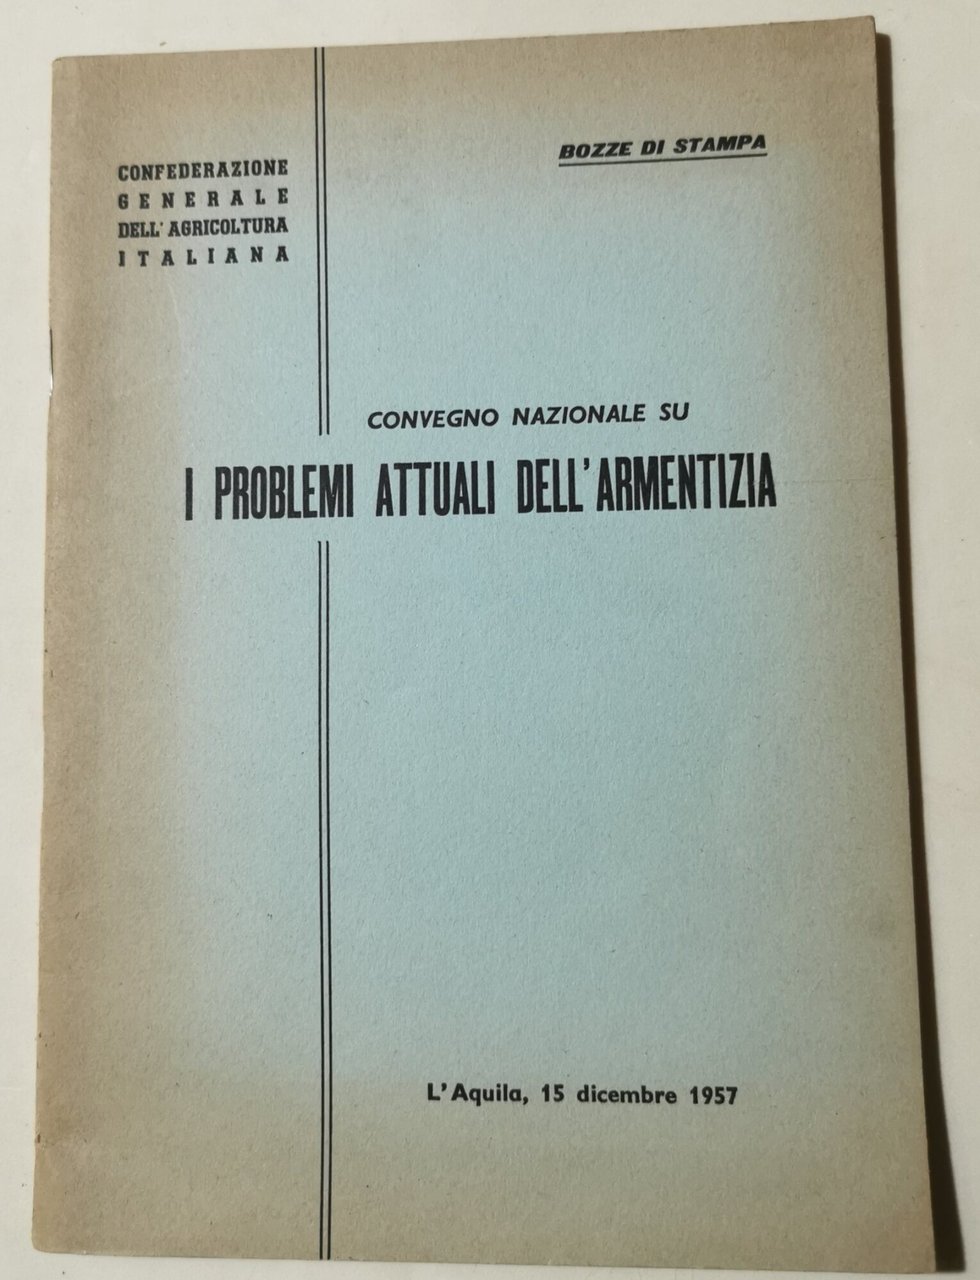 CONFEDERAZIONE
GENERALE
DELL'AGRICOLTURA
ITALIANA
BOZZE DI STAMPA
CONVEGNO NAZIONALE SU
I PROBLEMI ATTUALI DELL'ARMENTIZIA
L'Aquila, 15 dicembre 1957